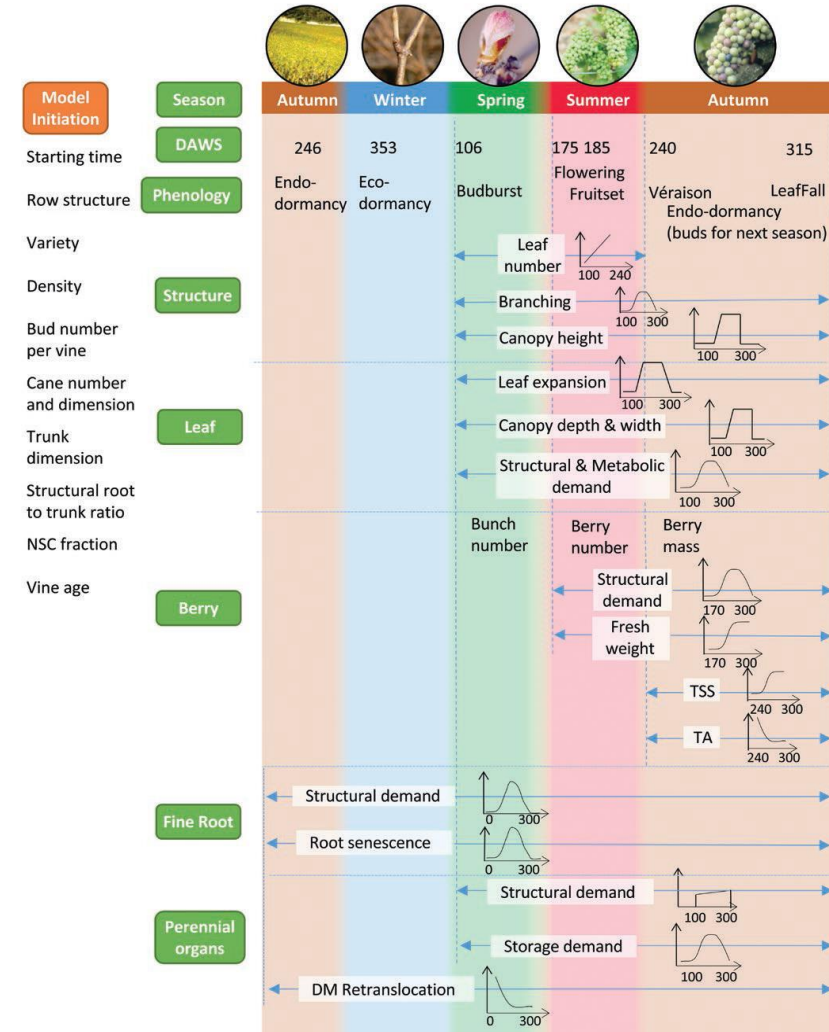 Model
Initiation
Season
Autumn
Winter
Spring
Summer
Autumn
DAWS
246
353
106
175 185
240
315
Starting time
Row structure
Variety
Density
Bud number
per vine
Cane number
and dimension
Trunk
dimension
Structural root
to trunk ratio
NSC fraction
Vine age
Phenology
Endo-
dormancy
Eco-
dormancy
Budburst
Flowering
Fruitset
Véraison
LeafFall
Endo-dormancy
(buds for next season)
Structure
Leaf
number
100 240
Branching
100 300
Canopy height
100 300
Leaf
Leaf expansion
100 300
Canopy depth & width
100 300
Structural & Metabolic
demand
100 300
Berry
Bunch
number
Berry
number
Berry
mass
Structural
demand
170 300
Fresh
weight
170 300
TSS
240 300
TA
240 300
Fine Root
Structural demand
0 300
Root senescence
0 300
Perennial
organs
Structural demand
100 300
Storage demand
100 300
DM Retranslocation
0 300